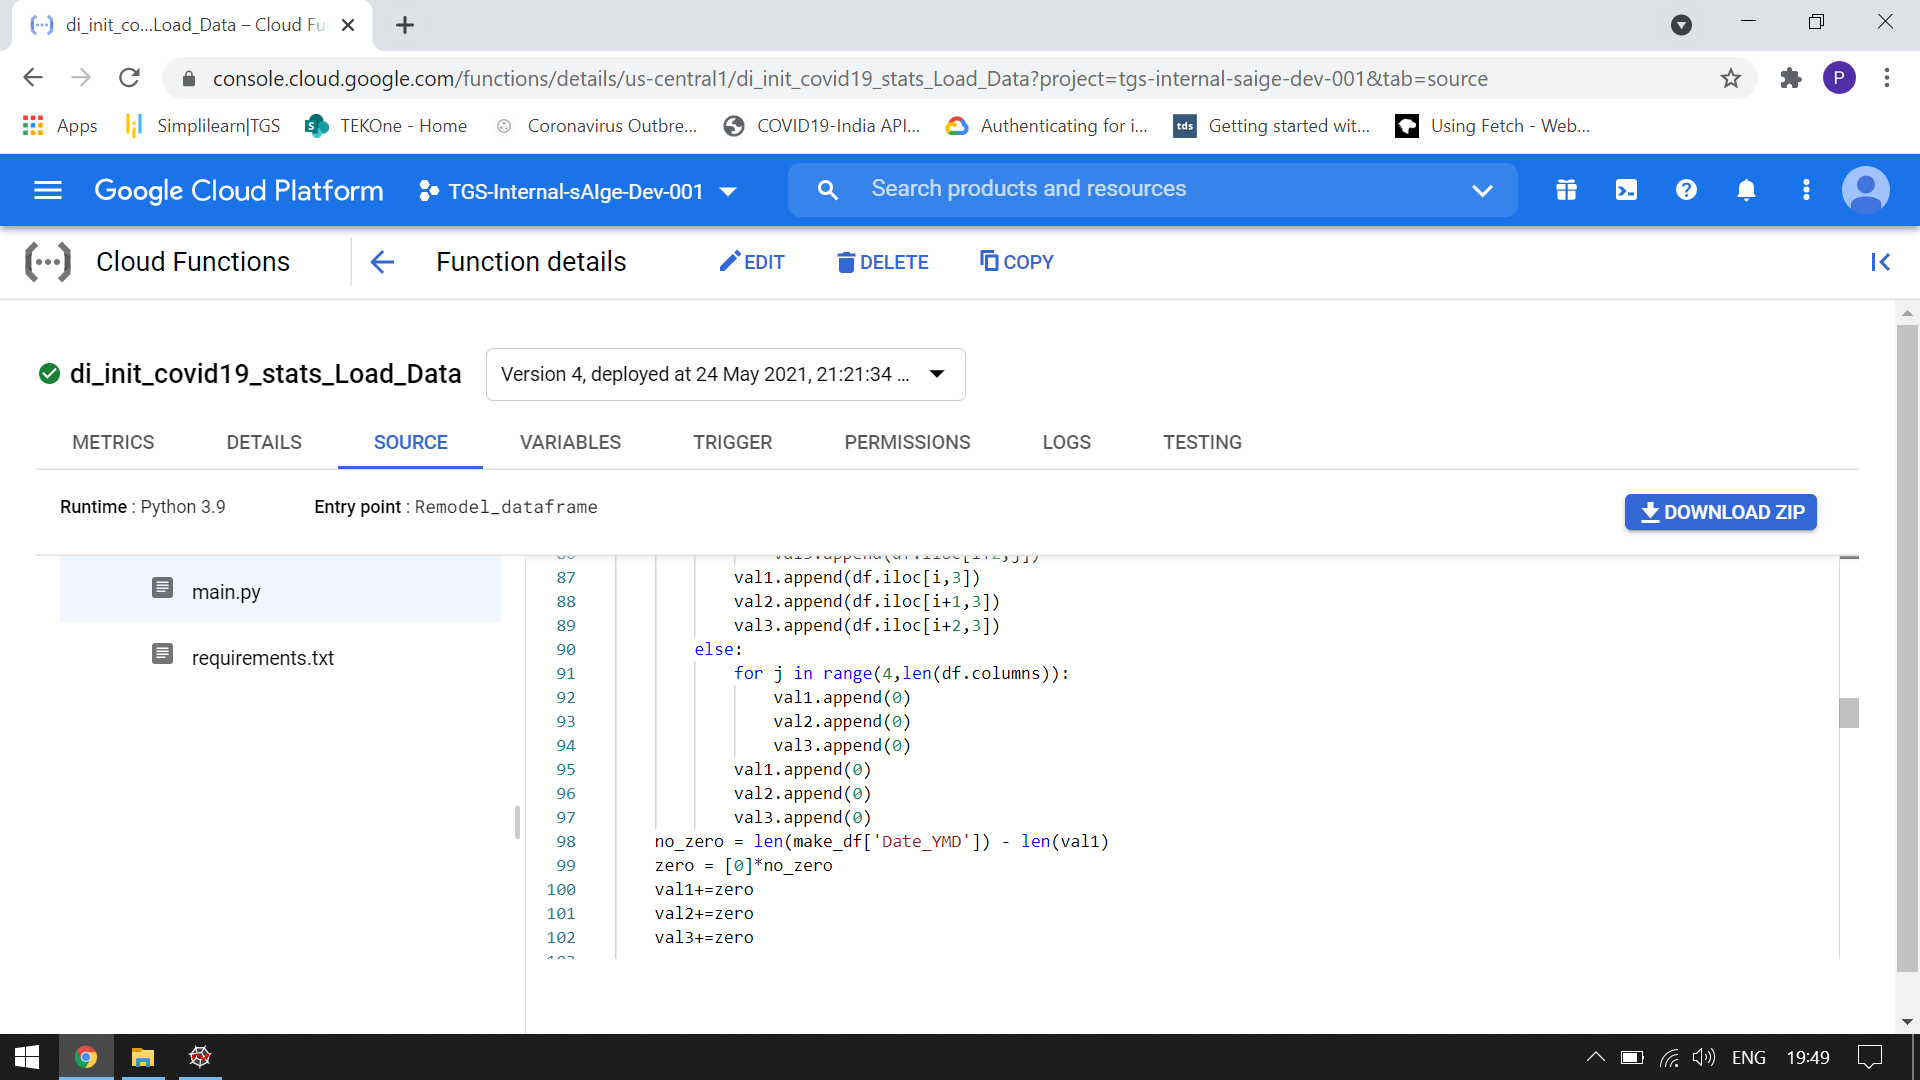 di_init_co...Load_Data – Cloud Fu
console.cloud.google.com/functions/details/us-central1/di_init_covid19_stats_Load_Data?project=tgs-internal-saige-dev-001&tab=source
P
Apps
Simplilearn|TGS
TEKOne - Home
Coronavirus Outbre...
COVID19-India API...
Authenticating for i...
tds
Getting started wit...
Using Fetch - Web...
Google Cloud Platform
TGS-Internal-sAIge-Dev-001
Search products and resources
Cloud Functions
Function details
EDIT
DELETE
COPY
di_init_covid19_stats_Load_Data
Version 4, deployed at 24 May 2021, 21:21:34 ...
METRICS
DETAILS
SOURCE
VARIABLES
TRIGGER
PERMISSIONS
LOGS
TESTING
Runtime : Python 3.9
Entry point : Remodel_dataframe
DOWNLOAD ZIP
main.py
requirements.txt
87 val1.append(df.iloc[i,3])
88 val2.append(df.iloc[i+1,3])
89 val3.append(df.iloc[i+2,3])
90 else:
91 for j in range(4,len(df.columns)):
92 val1.append(0)
93 val2.append(0)
94 val3.append(0)
95 val1.append(0)
96 val2.append(0)
97 val3.append(0)
98 no_zero = len(make_df['Date_YMD']) - len(val1)
99 zero = [0]*no_zero
100 val1+=zero
101 val2+=zero
102 val3+=zero
ENG
19:49